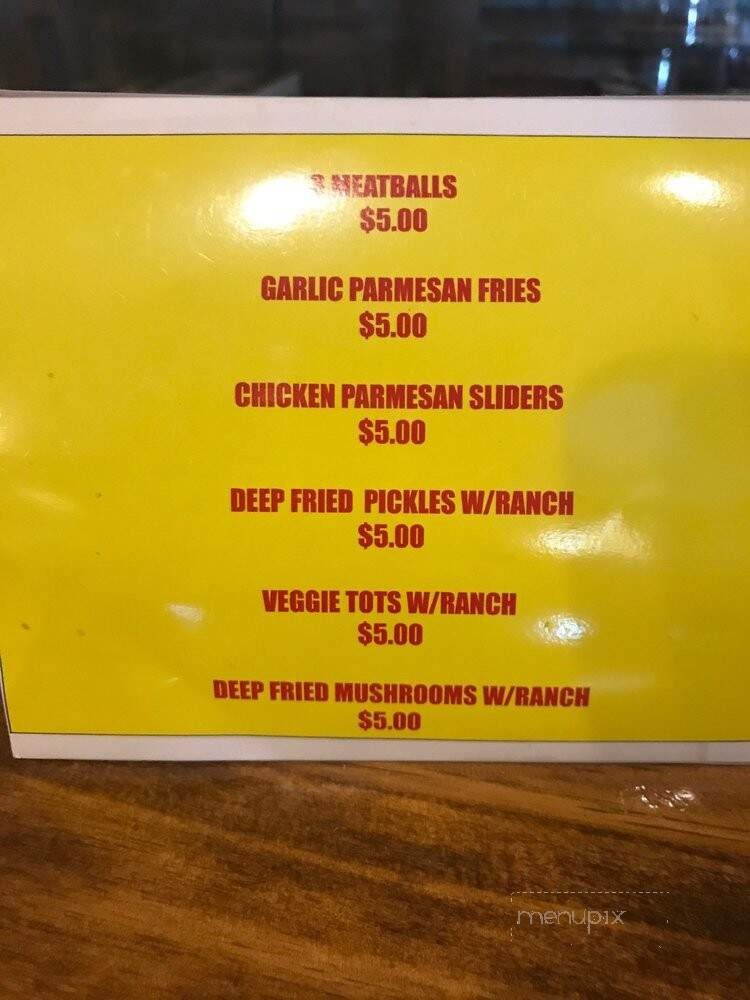 3 MEATBALLS
$5.00
GARLIC PARMESAN FRIES
$5.00
CHICKEN PARMESAN SLIDERS
$5.00
DEEP FRIED PICKLES W/RANCH
$5.00
VEGGIE TOTS W/RANCH
$5.00
DEEP FRIED MUSHROOMS W/RANCH
$5.00
menupix